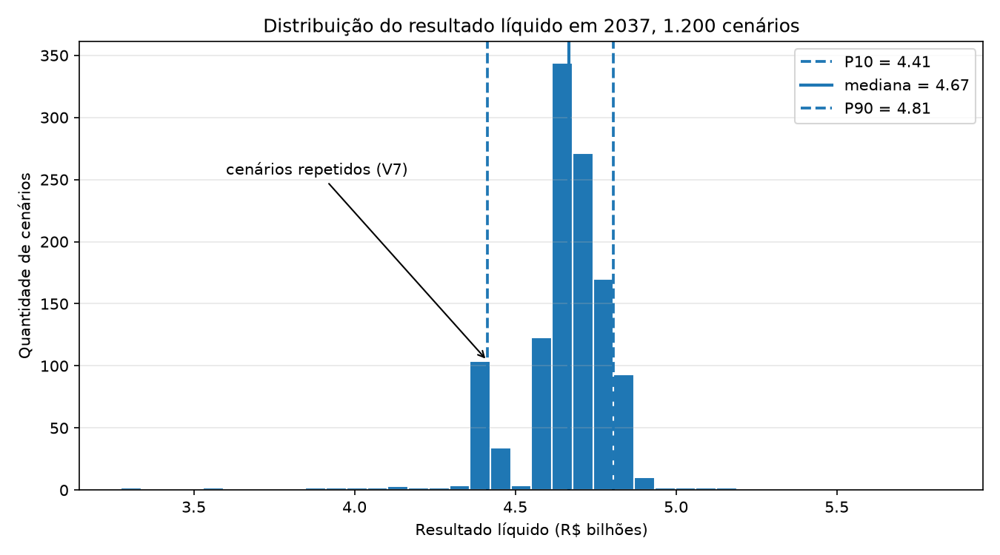 Distribuição do resultado líquido em 2037, 1.200 cenários
P10 = 4.41
mediana = 4.67
P90 = 4.81
cenários repetidos (V7)
Quantidade de cenários
350
300
250
200
150
100
50
0
3.5
4.0
4.5
5.0
5.5
Resultado líquido (R$ bilhões)